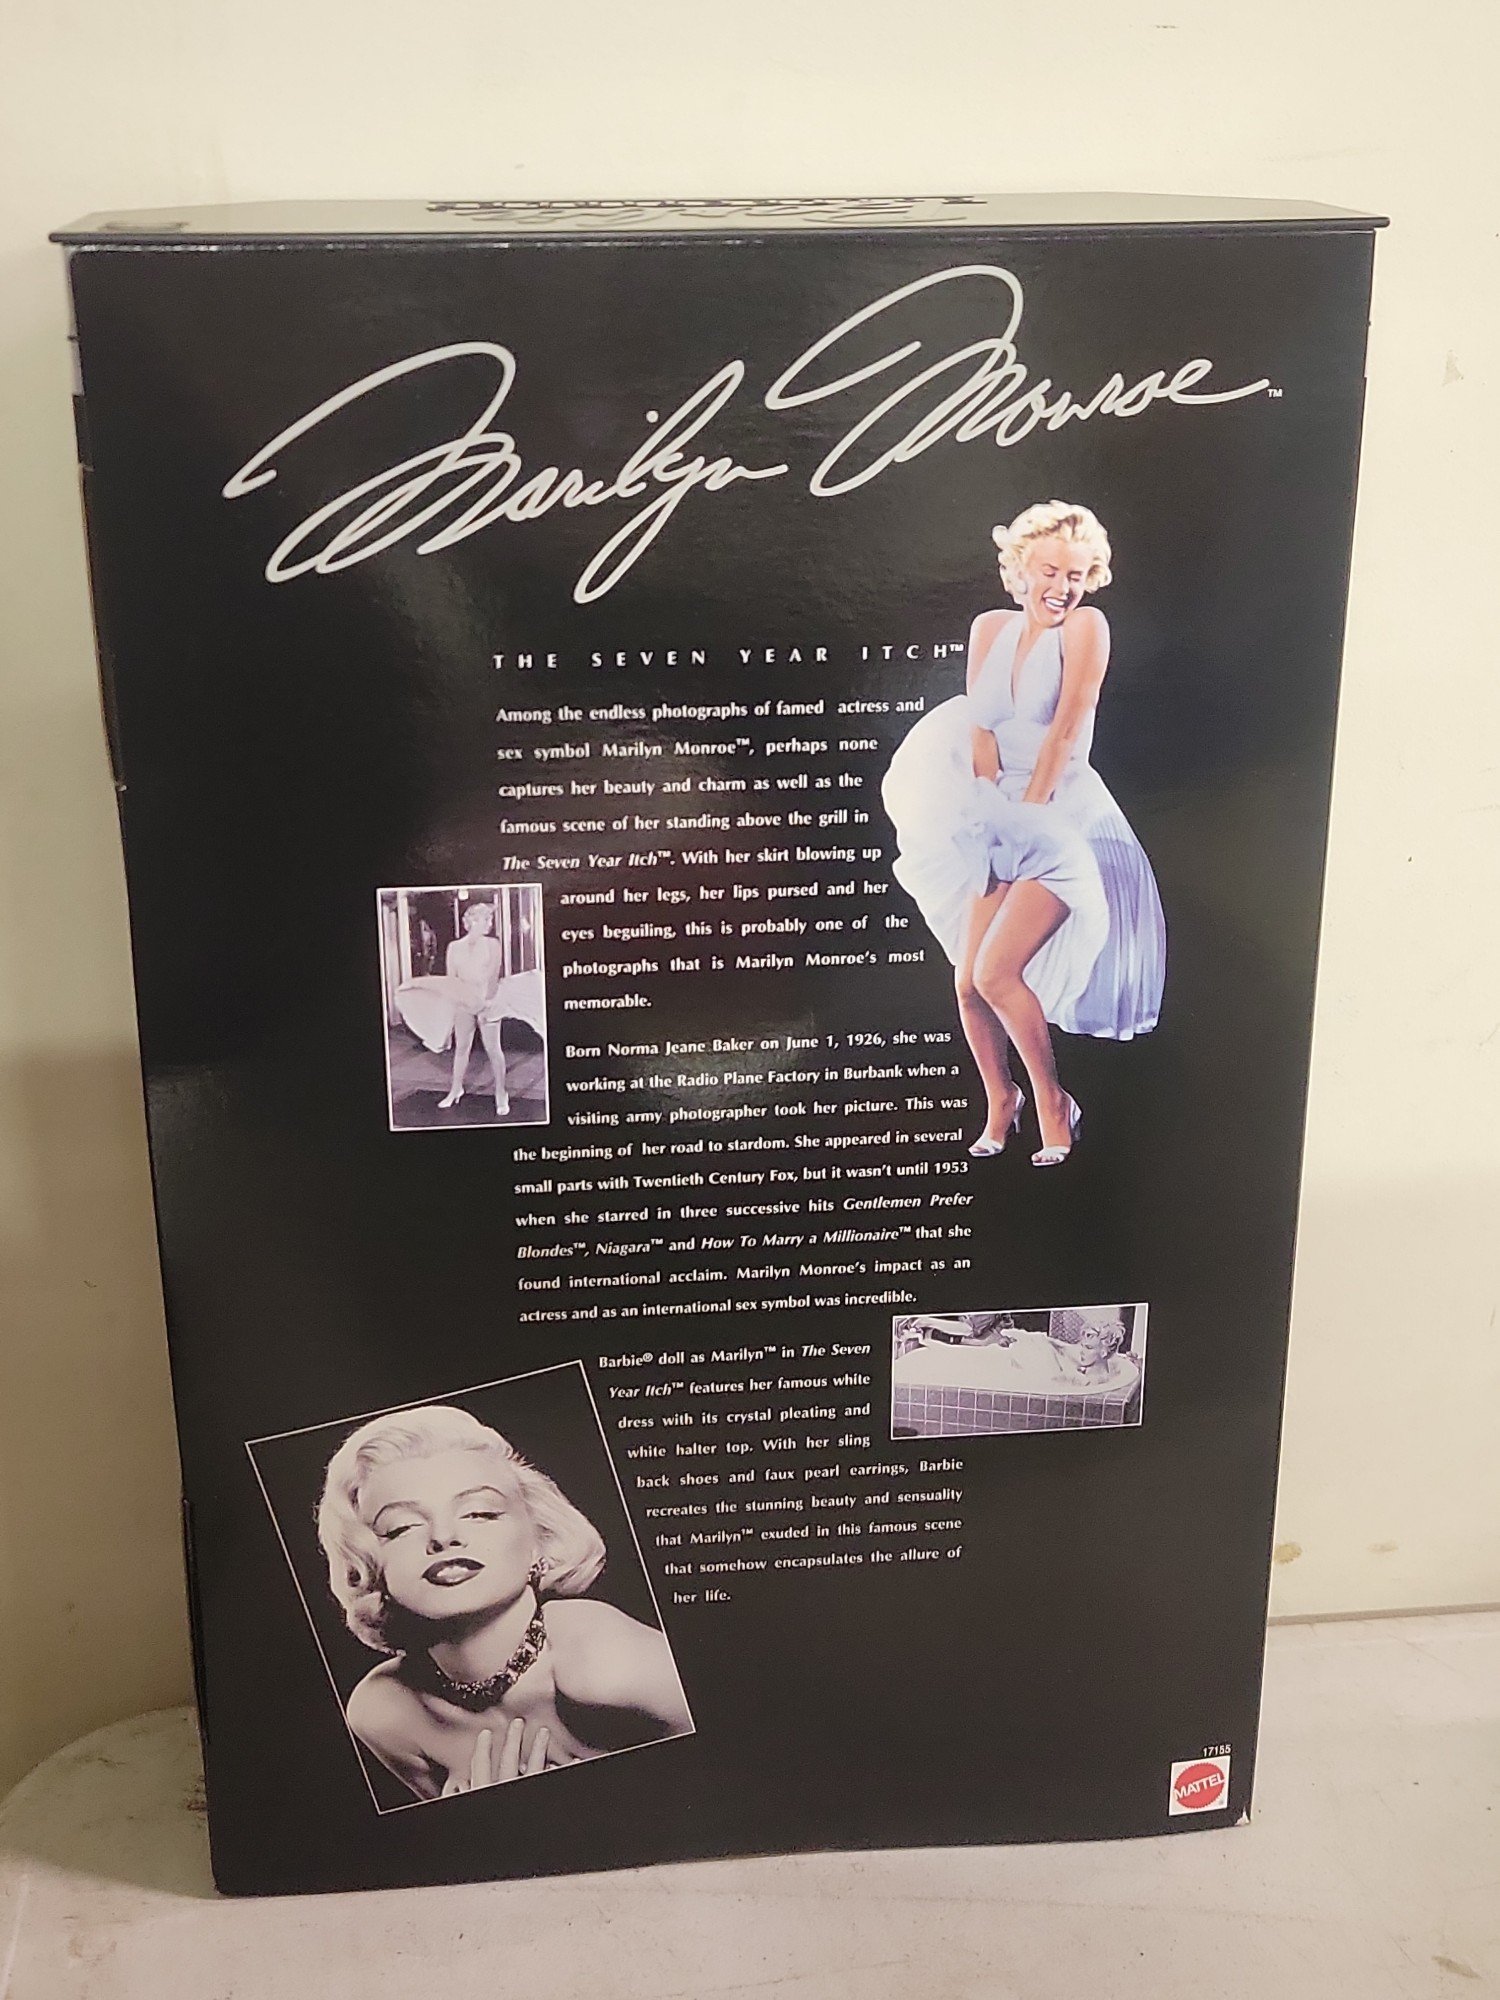 Marilyn Monroe™
THE SEVEN YEAR ITCH™
Among the endless photographs of famed actress and
sex symbol Marilyn Monroe™, perhaps none
captures her beauty and charm as well as the
famous scene of her standing above the grill in
The Seven Year Itch™. With her skirt blowing up
around her legs, her lips pursed and her
eyes beguiling, this is probably one of the
photographs that is Marilyn Monroe's most
memorable.
Born Norma Jeane Baker on June 1, 1926, she was
working at the Radio Plane Factory in Burbank when a
visiting army photographer took her picture. This was
the beginning of her road to stardom. She appeared in several
small parts with Twentieth Century Fox, but it wasn't until 1953
when she starred in three successive hits Gentlemen Prefer
Blondes™, Niagara™ and How To Marry a Millionaire™ that she
found international acclaim. Marilyn Monroe's impact as an
actress and as an international sex symbol was incredible.
Barbie® doll as Marilyn™ in The Seven
Year Itch™ features her famous white
dress with its crystal pleating and
white halter top. With her sling
back shoes and faux pearl earrings, Barbie
recreates the stunning beauty and sensuality
that Marilyn™ exuded in this famous scene
that somehow encapsulates the allure of
her life.
17155
MATTEL